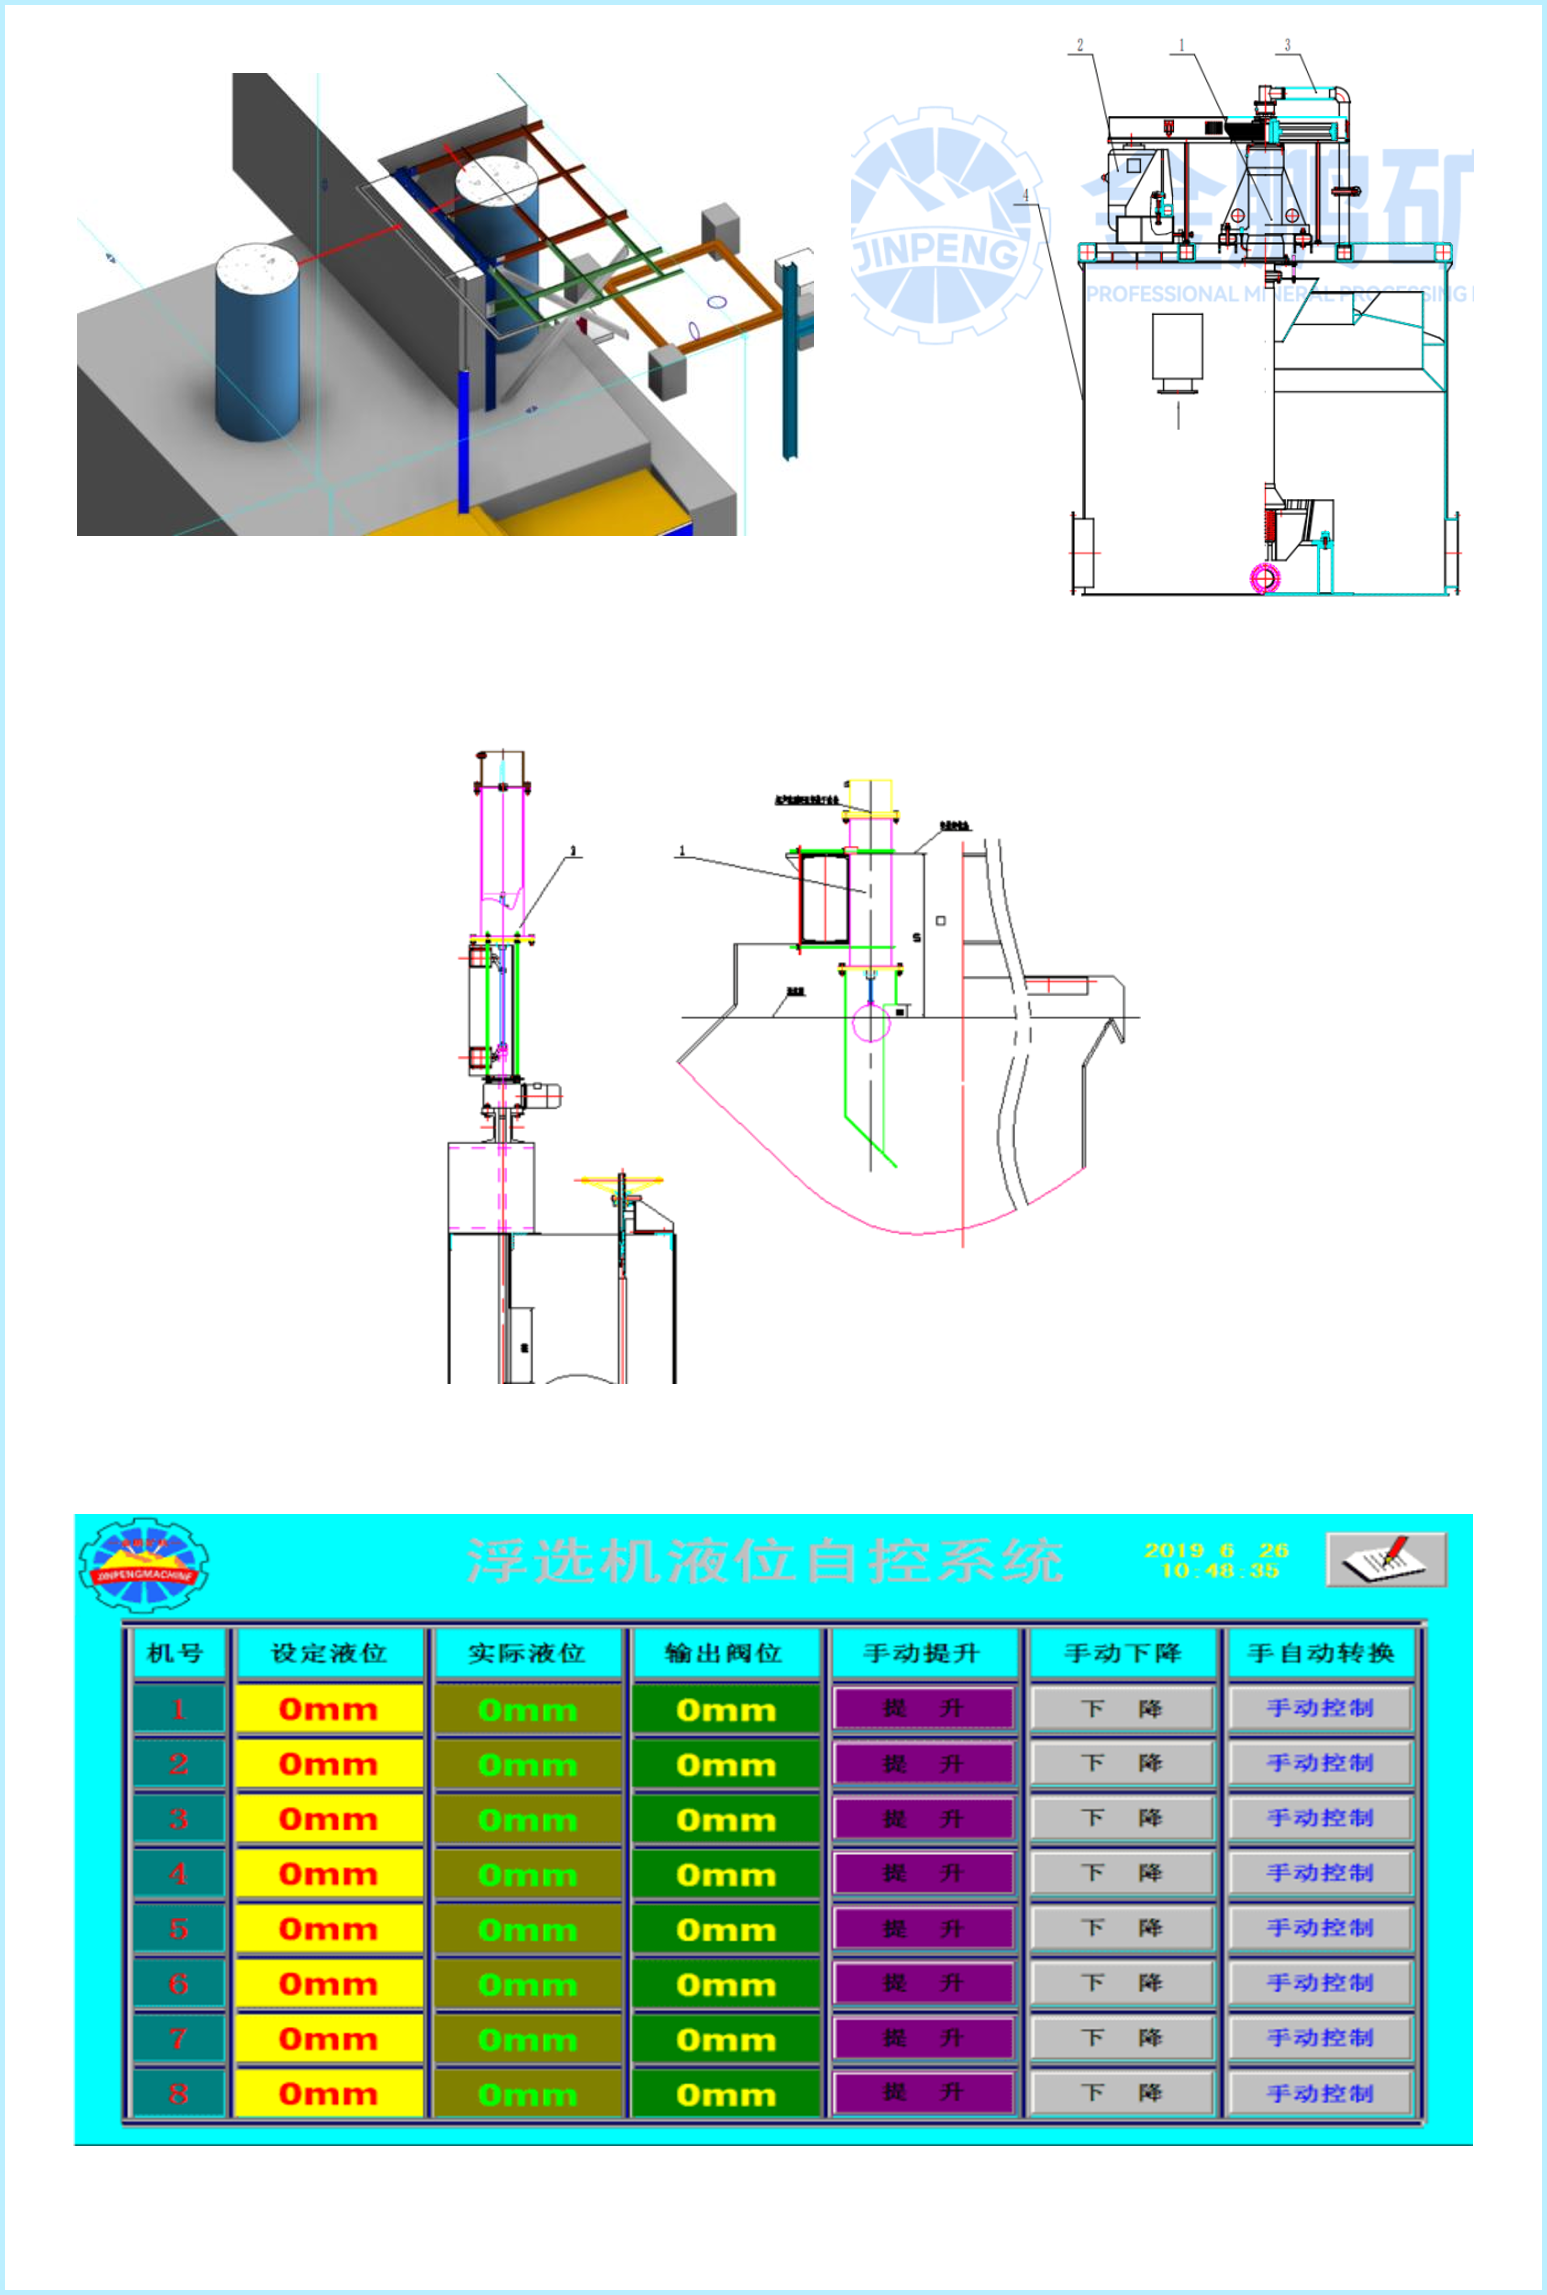 2 1 3
4
金鹏矿
JINPENG
PROFESSIONAL MINERAL PROCESSING
3
1
浮选机液位自控系统
2019 6 26
10:48:35
JINPENGMACHINE
机号 设定液位 实际液位 输出阀位 手动提升 手动下降 手自动转换
1 0mm 0mm 0mm 提 升 下 降 手动控制
2 0mm 0mm 0mm 提 升 下 降 手动控制
3 0mm 0mm 0mm 提 升 下 降 手动控制
4 0mm 0mm 0mm 提 升 下 降 手动控制
5 0mm 0mm 0mm 提 升 下 降 手动控制
6 0mm 0mm 0mm 提 升 下 降 手动控制
7 0mm 0mm 0mm 提 升 下 降 手动控制
8 0mm 0mm 0mm 提 升 下 降 手动控制